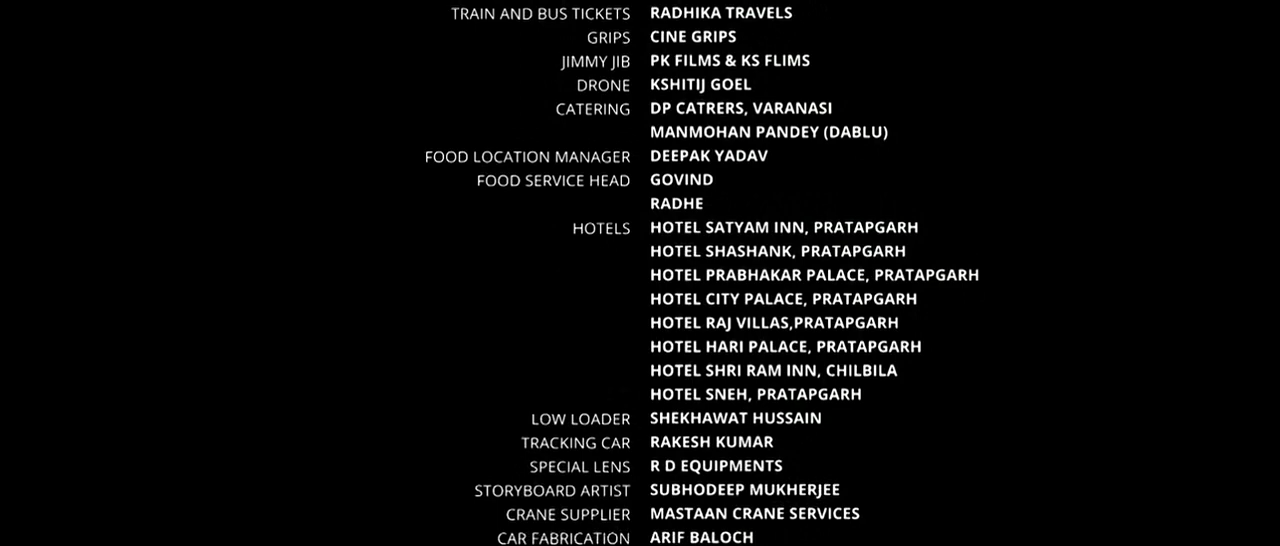 TRAIN AND BUS TICKETS RADHIKA TRAVELS
GRIPS CINE GRIPS
JIMMY JIB PK FILMS & KS FLIMS
DRONE KSHITIJ GOEL
CATERING DP CATRERS, VARANASI
MANMOHAN PANDEY (DABLU)
FOOD LOCATION MANAGER DEEPAK YADAV
FOOD SERVICE HEAD GOVIND
RADHE
HOTELS HOTEL SATYAM INN, PRATAPGARH
HOTEL SHASHANK, PRATAPGARH
HOTEL PRABHAKAR PALACE, PRATAPGARH
HOTEL CITY PALACE, PRATAPGARH
HOTEL RAJ VILLAS,PRATAPGARH
HOTEL HARI PALACE, PRATAPGARH
HOTEL SHRI RAM INN, CHILBILA
HOTEL SNEH, PRATAPGARH
LOW LOADER SHEKHAWAT HUSSAIN
TRACKING CAR RAKESH KUMAR
SPECIAL LENS R D EQUIPMENTS
STORYBOARD ARTIST SUBHODEEP MUKHERJEE
CRANE SUPPLIER MASTAAN CRANE SERVICES
CAR FABRICATION ARIF BALOCH